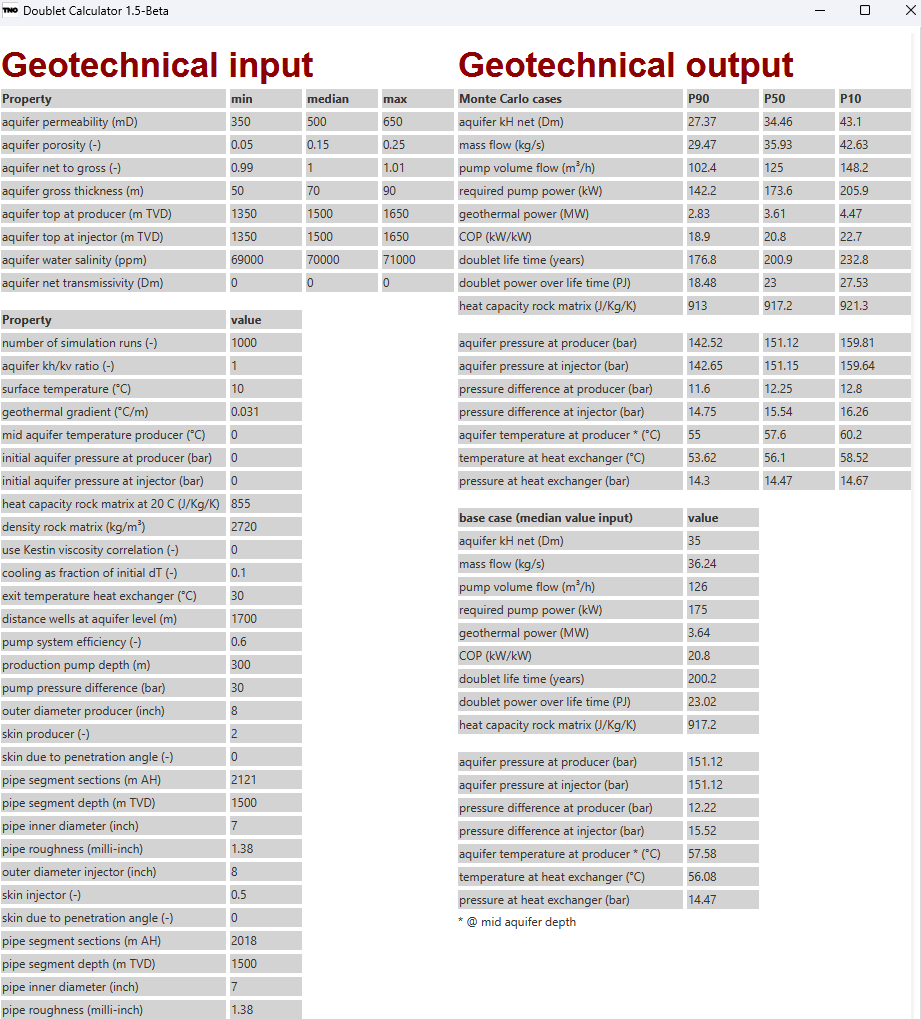 TNO Doublet Calculator 1.5-Beta
Geotechnical input
Property min median max
aquifer permeability (mD) 350 500 650
aquifer porosity (-) 0.05 0.15 0.25
aquifer net to gross (-) 0.99 1 1.01
aquifer gross thickness (m) 50 70 90
aquifer top at producer (m TVD) 1350 1500 1650
aquifer top at injector (m TVD) 1350 1500 1650
aquifer water salinity (ppm) 69000 70000 71000
aquifer net transmissivity (Dm) 0 0 0
Property value
number of simulation runs (-) 1000
aquifer kh/kv ratio (-) 1
surface temperature (°C) 10
geothermal gradient (°C/m) 0.031
mid aquifer temperature producer (°C) 0
initial aquifer pressure at producer (bar) 0
initial aquifer pressure at injector (bar) 0
heat capacity rock matrix at 20 C (J/Kg/K) 855
density rock matrix (kg/m³) 2720
use Kestin viscosity correlation (-) 0
cooling as fraction of initial dT (-) 0.1
exit temperature heat exchanger (°C) 30
distance wells at aquifer level (m) 1700
pump system efficiency (-) 0.6
production pump depth (m) 300
pump pressure difference (bar) 30
outer diameter producer (inch) 8
skin producer (-) 2
skin due to penetration angle (-) 0
pipe segment sections (m AH) 2121
pipe segment depth (m TVD) 1500
pipe inner diameter (inch) 7
pipe roughness (milli-inch) 1.38
outer diameter injector (inch) 8
skin injector (-) 0.5
skin due to penetration angle (-) 0
pipe segment sections (m AH) 2018
pipe segment depth (m TVD) 1500
pipe inner diameter (inch) 7
pipe roughness (milli-inch) 1.38
Geotechnical output
Monte Carlo cases P90 P50 P10
aquifer kH net (Dm) 27.37 34.46 43.1
mass flow (kg/s) 29.47 35.93 42.63
pump volume flow (m³/h) 102.4 125 148.2
required pump power (kW) 142.2 173.6 205.9
geothermal power (MW) 2.83 3.61 4.47
COP (kW/kW) 18.9 20.8 22.7
doublet life time (years) 176.8 200.9 232.8
doublet power over life time (PJ) 18.48 23 27.53
heat capacity rock matrix (J/Kg/K) 913 917.2 921.3
aquifer pressure at producer (bar) 142.52 151.12 159.81
aquifer pressure at injector (bar) 142.65 151.15 159.64
pressure difference at producer (bar) 11.6 12.25 12.8
pressure difference at injector (bar) 14.75 15.54 16.26
aquifer temperature at producer * (°C) 55 57.6 60.2
temperature at heat exchanger (°C) 53.62 56.1 58.52
pressure at heat exchanger (bar) 14.3 14.47 14.67
base case (median value input) value
aquifer kH net (Dm) 35
mass flow (kg/s) 36.24
pump volume flow (m³/h) 126
required pump power (kW) 175
geothermal power (MW) 3.64
COP (kW/kW) 20.8
doublet life time (years) 200.2
doublet power over life time (PJ) 23.02
heat capacity rock matrix (J/Kg/K) 917.2
aquifer pressure at producer (bar) 151.12
aquifer pressure at injector (bar) 151.12
pressure difference at producer (bar) 12.22
pressure difference at injector (bar) 15.52
aquifer temperature at producer * (°C) 57.58
temperature at heat exchanger (°C) 56.08
pressure at heat exchanger (bar) 14.47
* @ mid aquifer depth